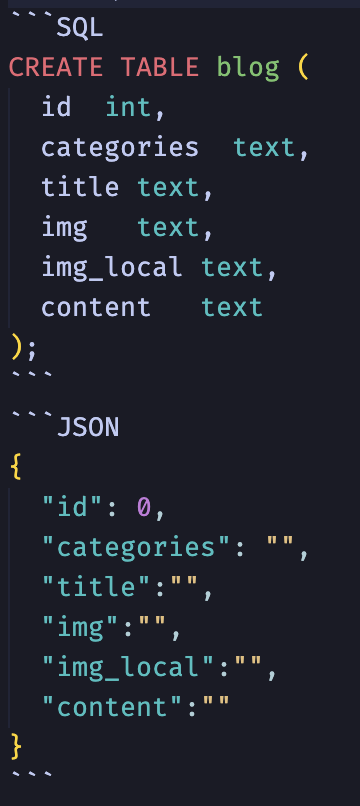 ```SQL
CREATE TABLE blog (
  id  int,
  categories  text,
  title text,
  img   text,
  img_local text,
  content   text
);
```
```JSON
{
  "id": 0,
  "categories": "",
  "title":"",
  "img":"",
  "img_local":"",
  "content":""
}
```